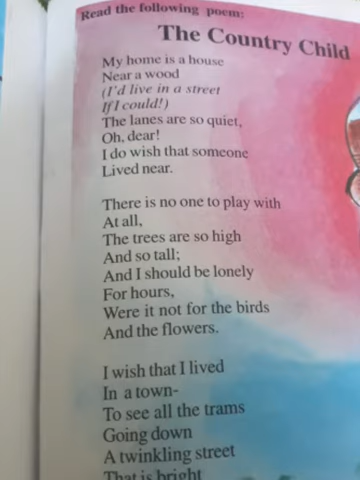 Read the following poem:
The Country Child
My home is a house
Near a wood
(I'd live in a street
If I could!)
The lanes are so quiet,
Oh, dear!
I do wish that someone
Lived near.
There is no one to play with
At all,
The trees are so high
And so tall;
And I should be lonely
For hours,
Were it not for the birds
And the flowers.
I wish that I lived
In a town-
To see all the trams
Going down
A twinkling street
That is bright